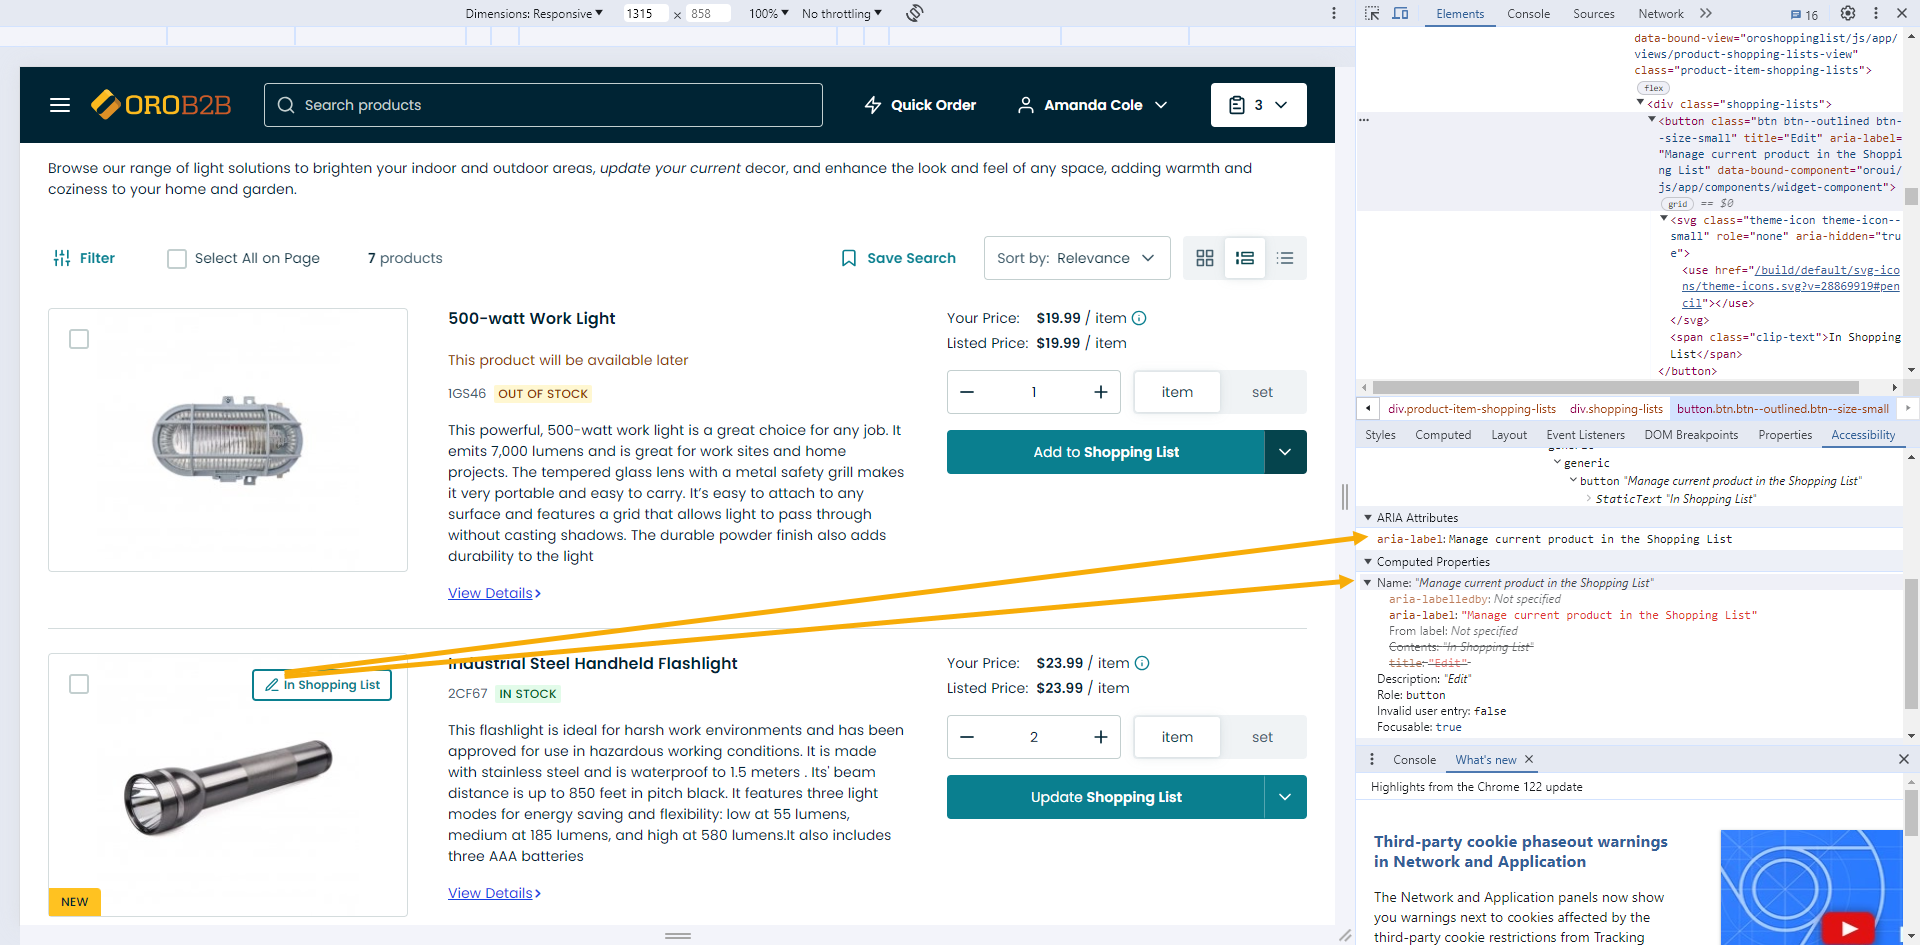 Dimensions: Responsive ▼ 1315 × 858 100% ▼ No throttling ▼
OROB2B
Search products
Quick Order
Amanda Cole
3
Browse our range of light solutions to brighten your indoor and outdoor areas, update your current decor, and enhance the look and feel of any space, adding warmth and
coziness to your home and garden.
Filter
Select All on Page
7 products
Save Search
Sort by: Relevance
500-watt Work Light
This product will be available later
1GS46 OUT OF STOCK
This powerful, 500-watt work light is a great choice for any job. It
emits 7,000 lumens and is great for work sites and home
projects. The tempered glass lens with a metal safety grill makes
it very portable and easy to carry. It’s easy to attach to any
surface and features a grid that allows light to pass through
without casting shadows. The durable powder finish also adds
durability to the light
View Details
Your Price: $19.99 / item
Listed Price: $19.99 / item
1
item
set
Add to Shopping List
In Shopping List
NEW
Industrial Steel Handheld Flashlight
2CF67 IN STOCK
This flashlight is ideal for harsh work environments and has been
approved for use in hazardous working conditions. It is made
with stainless steel and is waterproof to 1.5 meters . Its' beam
distance is up to 850 feet in pitch black. It features three light
modes for energy saving and flexibility: low at 55 lumens,
medium at 185 lumens, and high at 580 lumens.It also includes
three AAA batteries
View Details
Your Price: $23.99 / item
Listed Price: $23.99 / item
2
item
set
Update Shopping List
Elements Console Sources Network 16
data-bound-view="oroshoppinglist/js/app/
views/product-shopping-lists-view"
class="product-item-shopping-lists">
flex
<div class="shopping-lists">
<button class="btn btn--outlined btn-
-size-small" title="Edit" aria-label=
"Manage current product in the Shoppi
ng List" data-bound-component="oroui/
js/app/components/widget-component">
grid == $0
<svg class="theme-icon theme-icon--
small" role="none" aria-hidden="tru
e">
<use href="/build/default/svg-ico
ns/theme-icons.svg?v=28869919#pen
cil"></use>
</svg>
<span class="clip-text">In Shopping
List</span>
</button>
div.product-item-shopping-lists div.shopping-lists button.btn.btn--outlined.btn--size-small
Styles Computed Layout Event Listeners DOM Breakpoints Properties Accessibility
generic
generic
button "Manage current product in the Shopping List"
StaticText "In Shopping List"
ARIA Attributes
aria-label: Manage current product in the Shopping List
Computed Properties
Name: "Manage current product in the Shopping List"
aria-labelledby: Not specified
aria-label: "Manage current product in the Shopping List"
From label: Not specified
Contents: "In Shopping List"
title: "Edit"
Description: "Edit"
Role: button
Invalid user entry: false
Focusable: true
Console What's new
Highlights from the Chrome 122 update
Third-party cookie phaseout warnings
in Network and Application
The Network and Application panels now show
you warnings next to cookies affected by the
third-party cookie restrictions from Tracking